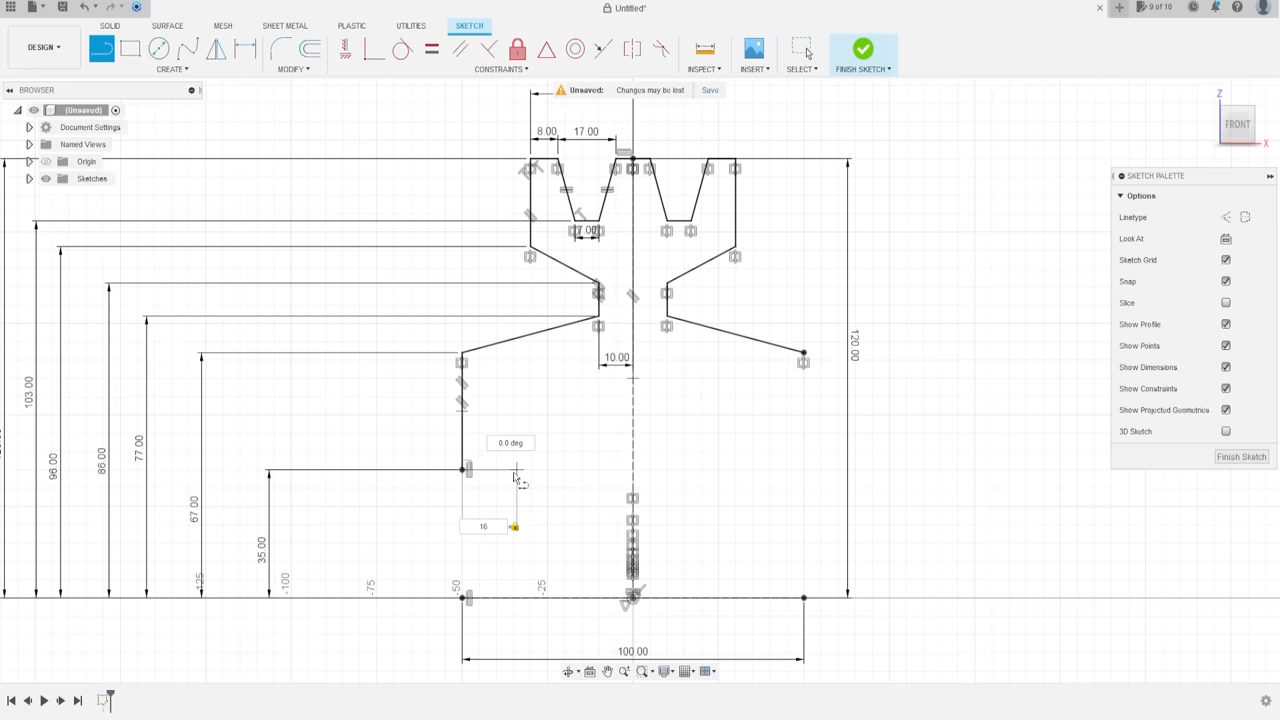 Untitled*
9 of 10
DESIGN
SOLID
SURFACE
MESH
SHEET METAL
PLASTIC
UTILITIES
SKETCH
CREATE
MODIFY
CONSTRAINTS
INSPECT
INSERT
SELECT
FINISH SKETCH
BROWSER
Unsaved:
Changes may be lost
Save
(Unsaved)
Document Settings
Named Views
Origin
Sketches
Z
FRONT
X
SKETCH PALETTE
Options
Linetype
Look At
Sketch Grid
Snap
Slice
Show Profile
Show Points
Show Dimensions
Show Constraints
Show Projected Geometries
3D Sketch
Finish Sketch
8.00
17.00
7.00
10.00
120.00
103.00
96.00
86.00
77.00
67.00
35.00
0.0 deg
16
-125
-100
-75
-50
-25
100.00